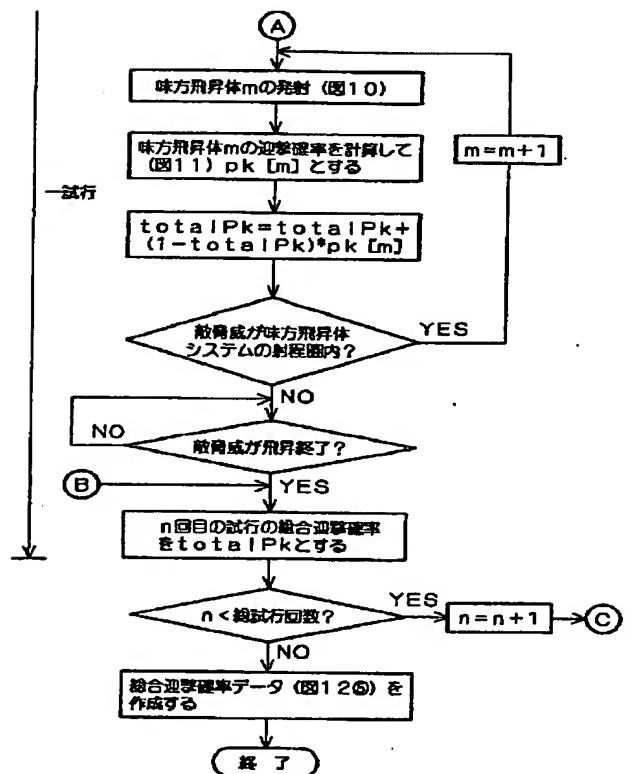 A
味方飛昇体mの発射（図10）
味方飛昇体mの迎撃確率を計算して
（図11）pk [m] とする
m=m+1
一試行
totalPk=totalPk+
(1-totalPk)*pk [m]
敵脅威が味方飛昇体
システムの射程圏内?
YES
NO
NO
敵脅威が飛昇終了?
B
YES
n回目の試行の総合迎撃確率
をtotalPkとする
n<総試行回数?
YES
n=n+1
C
NO
総合迎撃確率データ（図12⑤）を
作成する
終了